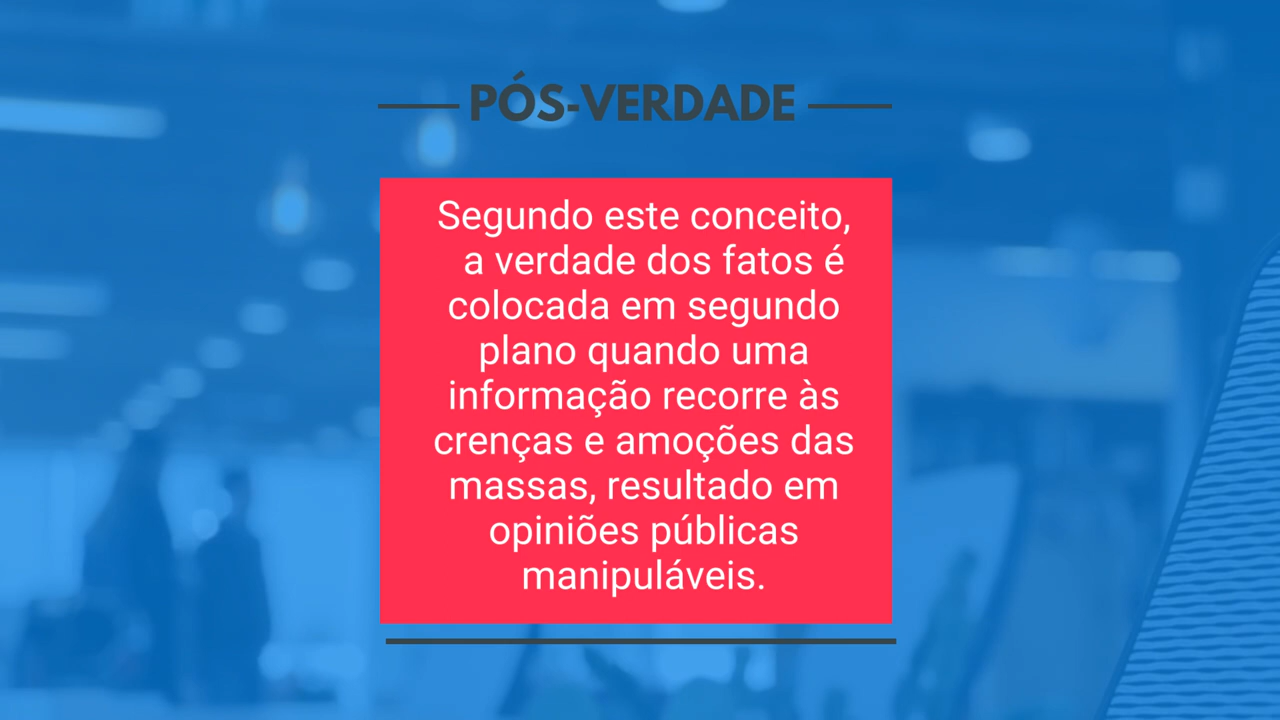 PÓS-VERDADE
Segundo este conceito,
a verdade dos fatos é
colocada em segundo
plano quando uma
informação recorre às
crenças e amoções das
massas, resultado em
opiniões públicas
manipuláveis.